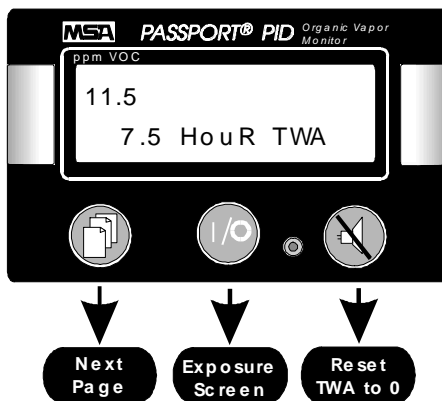 MSA PASSPORT® PID Organic Vapor Monitor
ppm VOC
11.5
7.5 HouR TWA
I/O
Next Page
Exposure Screen
Reset TWA to 0